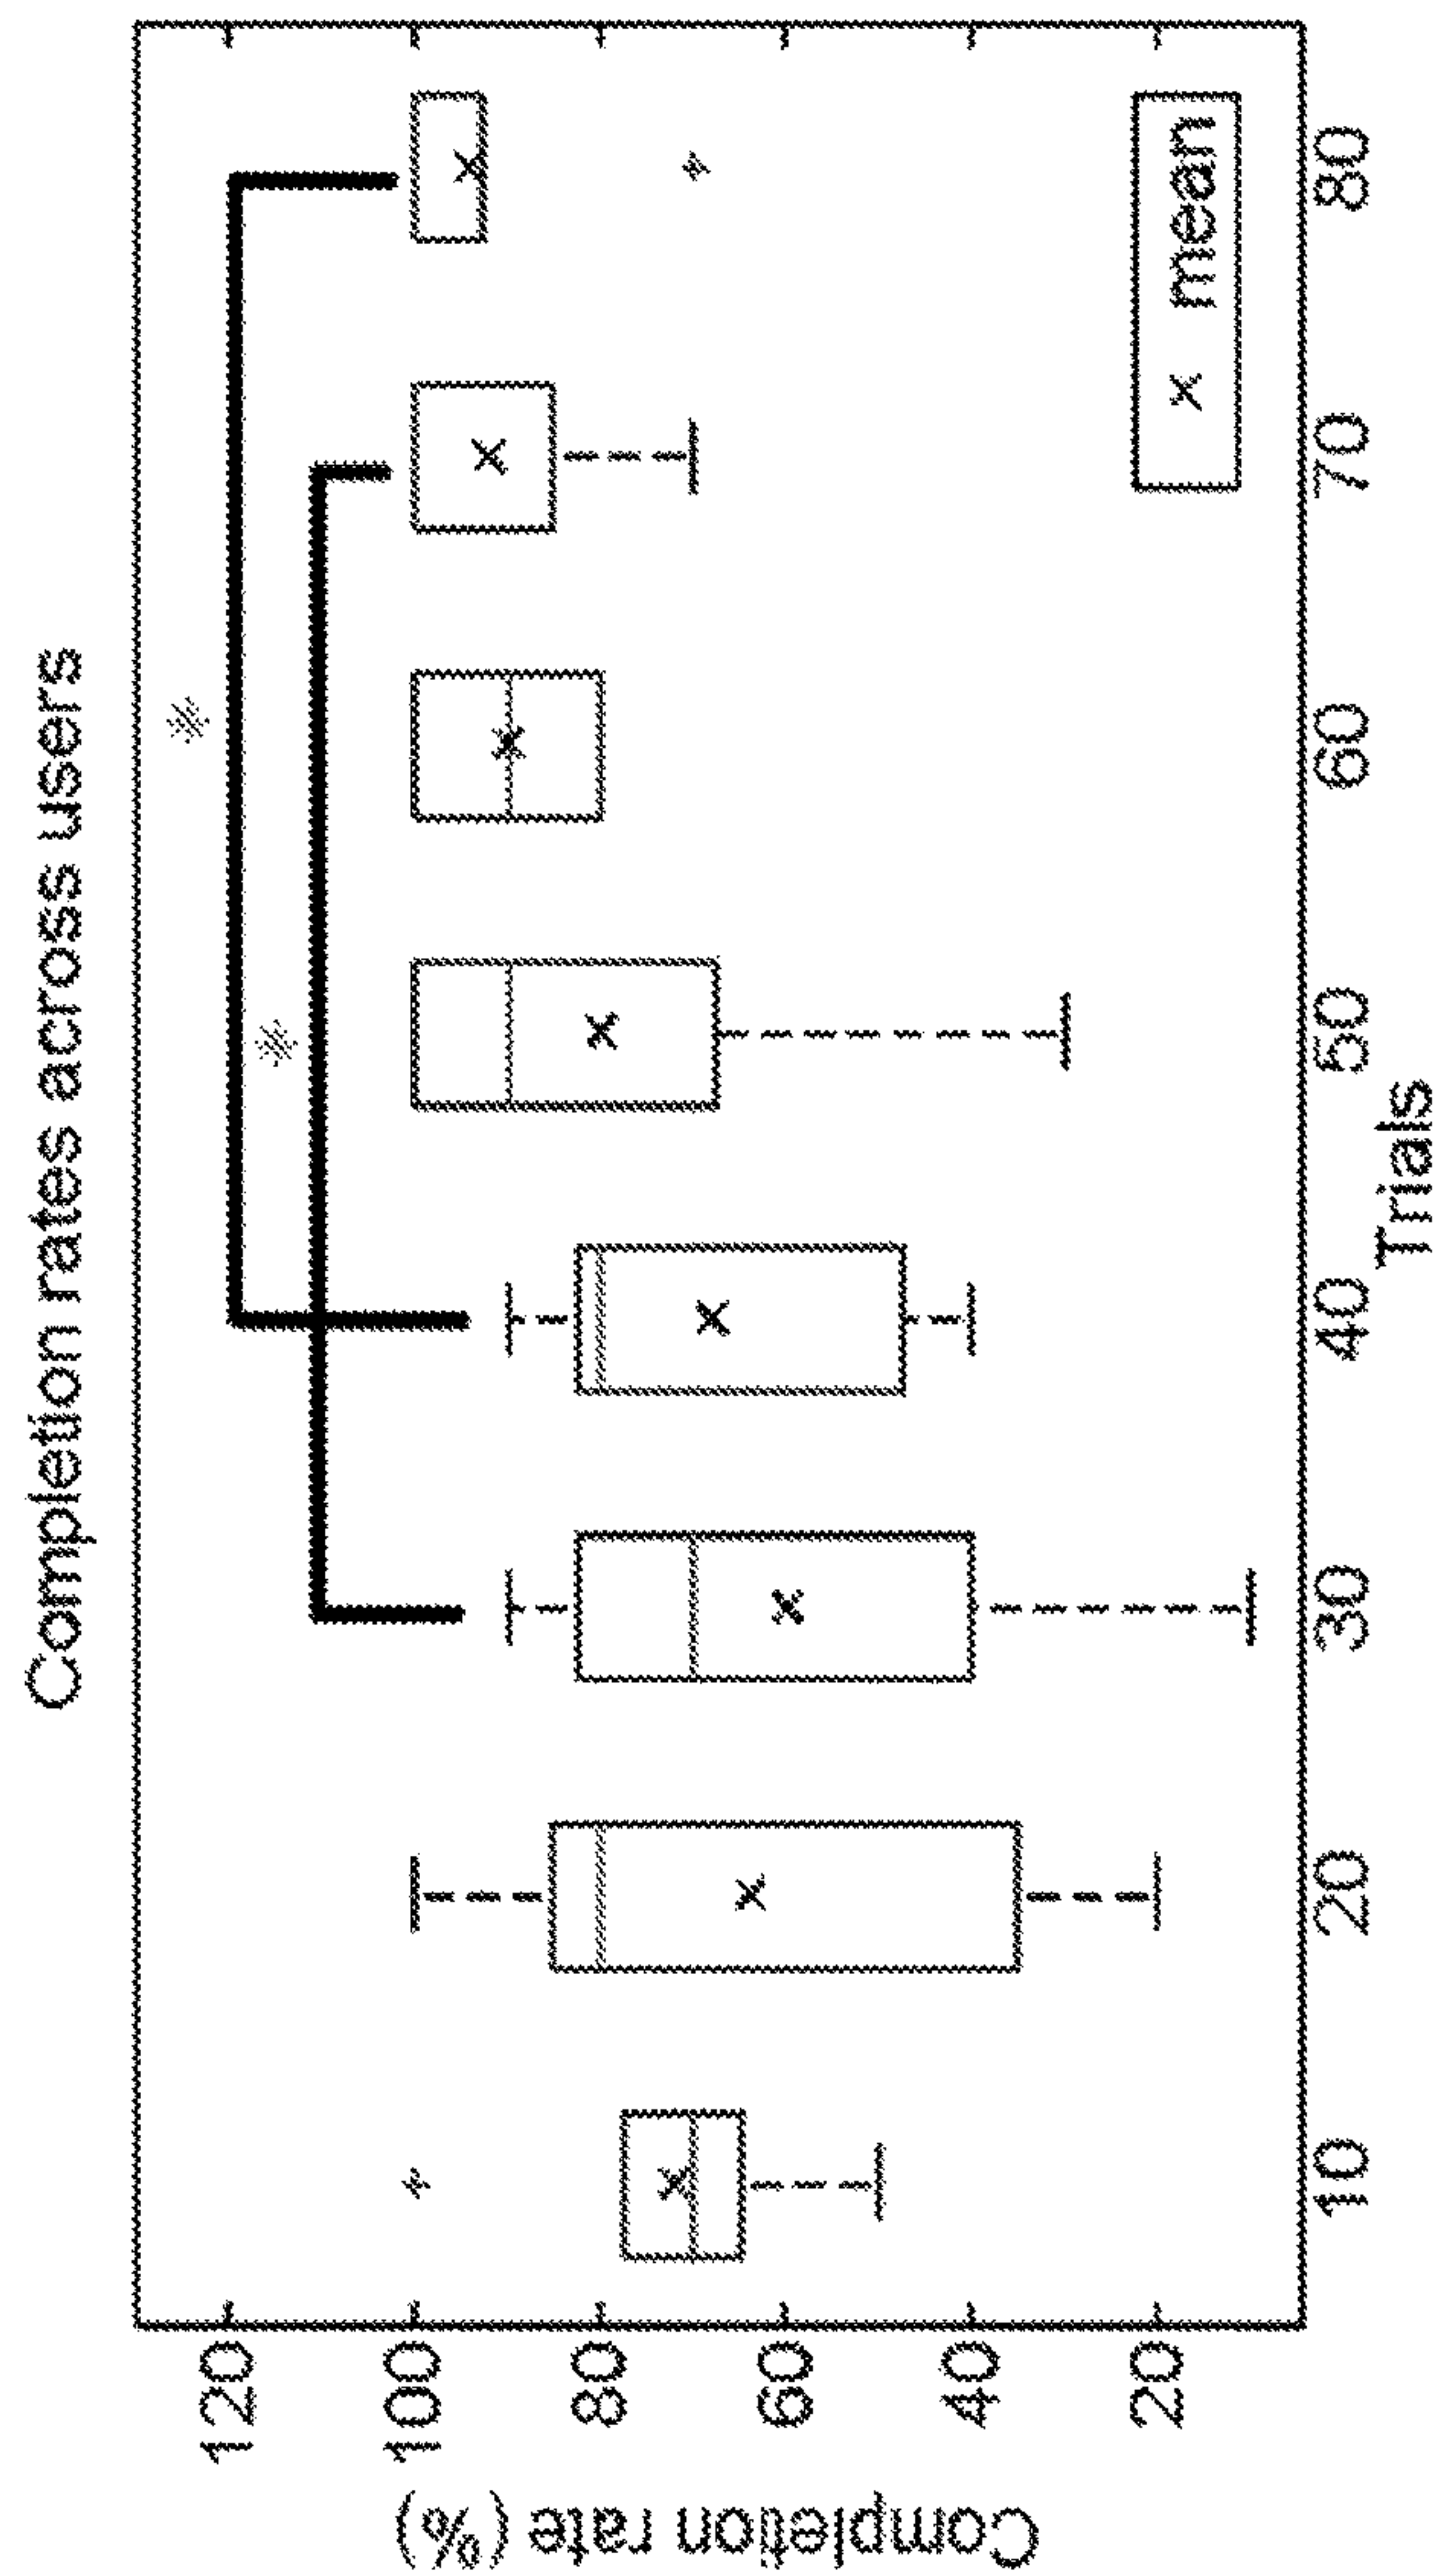 Completion rates across users
Completion rate (%)
120
100
80
60
40
20
* 
*
× mean
10 20 30 40 50 60 70 80
Trials